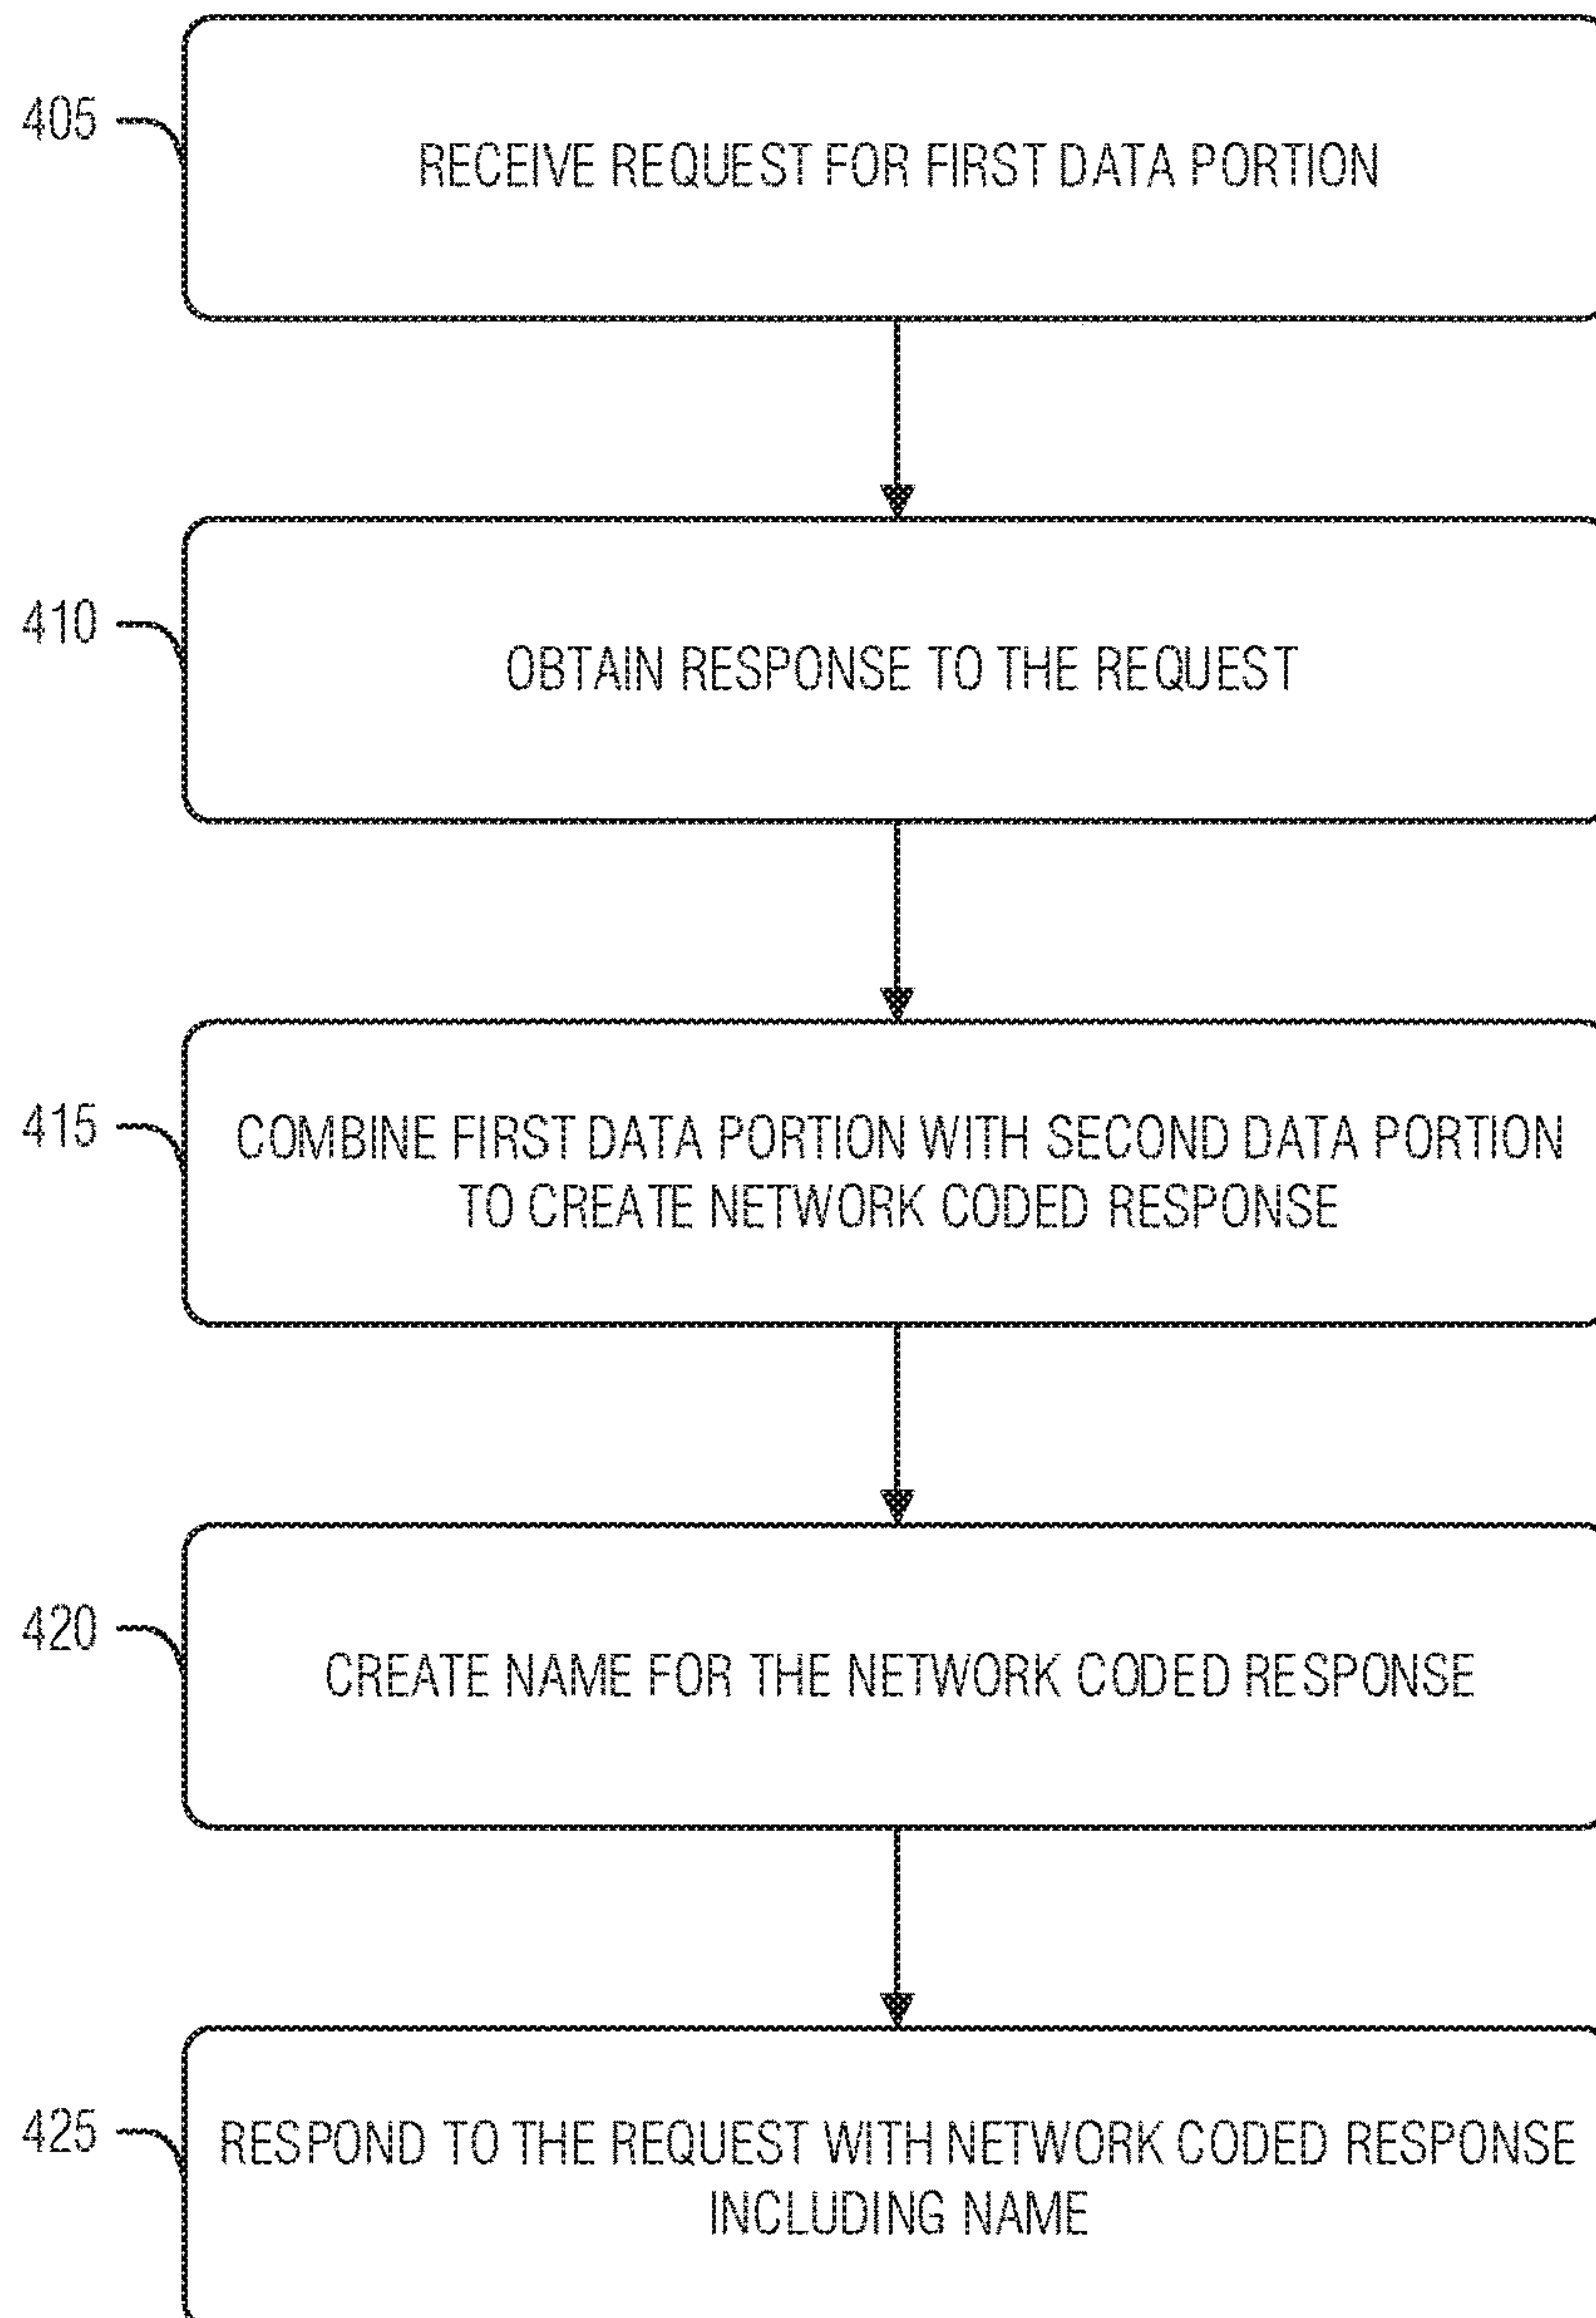 405
RECEIVE REQUEST FOR FIRST DATA PORTION
410
OBTAIN RESPONSE TO THE REQUEST
415
COMBINE FIRST DATA PORTION WITH SECOND DATA PORTION
TO CREATE NETWORK CODED RESPONSE
420
CREATE NAME FOR THE NETWORK CODED RESPONSE
425
RESPOND TO THE REQUEST WITH NETWORK CODED RESPONSE
INCLUDING NAME